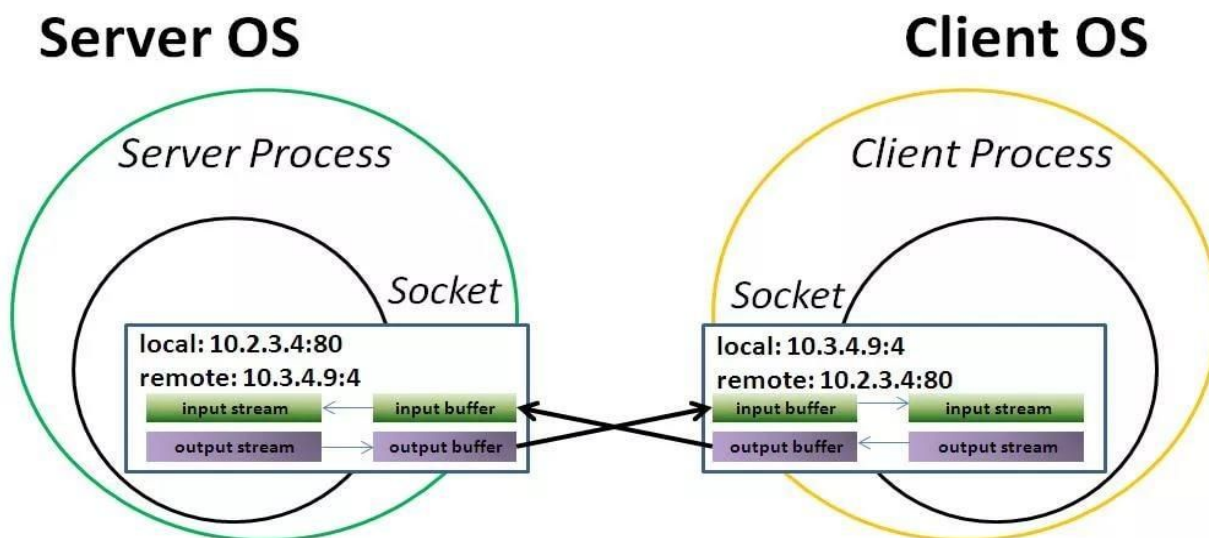 Server OS
Client OS
Server Process
Client Process
Socket
Socket
local: 10.2.3.4:80
remote: 10.3.4.9:4
input stream
input buffer
output stream
output buffer
local: 10.3.4.9:4
remote: 10.2.3.4:80
input buffer
input stream
output buffer
output stream